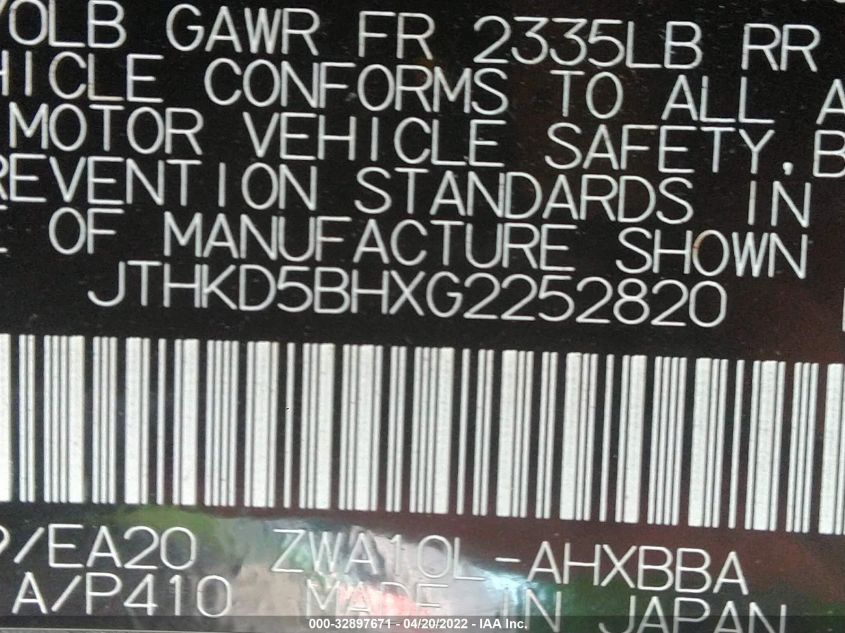 0LB GAWR FR 2335LB RR
HICLE CONFORMS TO ALL A
MOTOR VEHICLE SAFETY, B
REVENTION STANDARDS IN
E OF MANUFACTURE SHOWN
JTHKD5BHXG2252820
/EA20 ZWA10L-AHXBBA
A/P410 MADE IN JAPAN
000-32897671 - 04/20/2022 - IAA Inc.